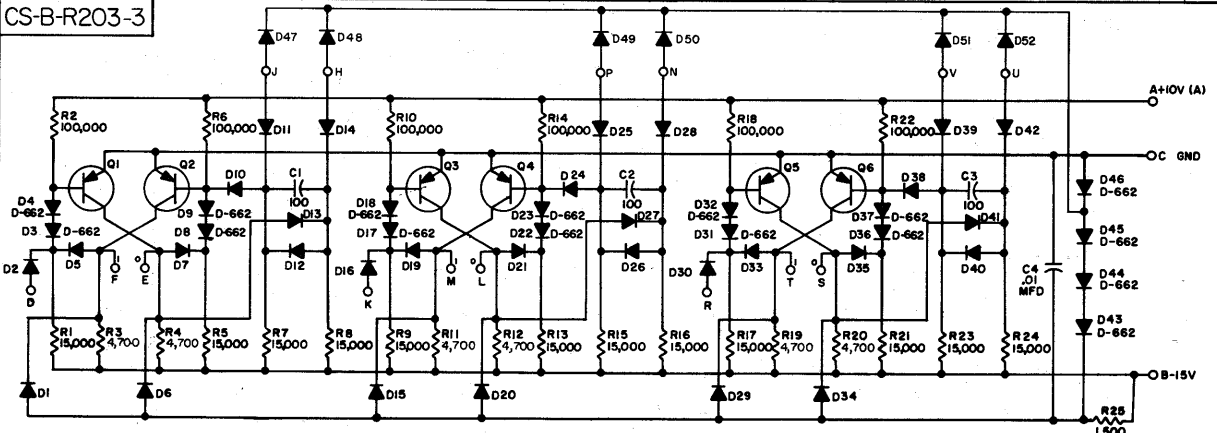 CS-B-R203-3
D47
D48
D49
D50
D51
D52
J
H
P
N
V
U
A+10V (A)
R2
100,000
R6
100,000
D11
D14
R10
100,000
R14
100,000
D25
D28
R18
100,000
R22
100,000
D39
D42
C GND
Q1
Q2
D10
C1
100
Q3
Q4
D24
C2
100
Q5
Q6
D38
C3
100
D46
D-662
D4
D-662
D3
D-662
D9
D-662
D8
D-662
D13
D18
D-662
D17
D-662
D23
D-662
D22
D-662
D27
D32
D-662
D31
D-662
D37
D-662
D36
D-662
D41
D45
D-662
D2
D5
D7
D12
D16
D19
D21
D26
D30
D33
D35
D40
D
1
F
0
E
K
1
M
0
L
R
1
T
0
S
C4
.01
MFD
D44
D-662
D43
D-662
R1
15,000
R3
4,700
R4
4,700
R5
15,000
R7
15,000
R8
15,000
R9
15,000
R11
4,700
R12
4,700
R13
15,000
R15
15,000
R16
15,000
R17
15,000
R19
4,700
R20
4,700
R21
15,000
R23
15,000
R24
15,000
B-15V
D1
D6
D15
D20
D29
D34
R25
1,500